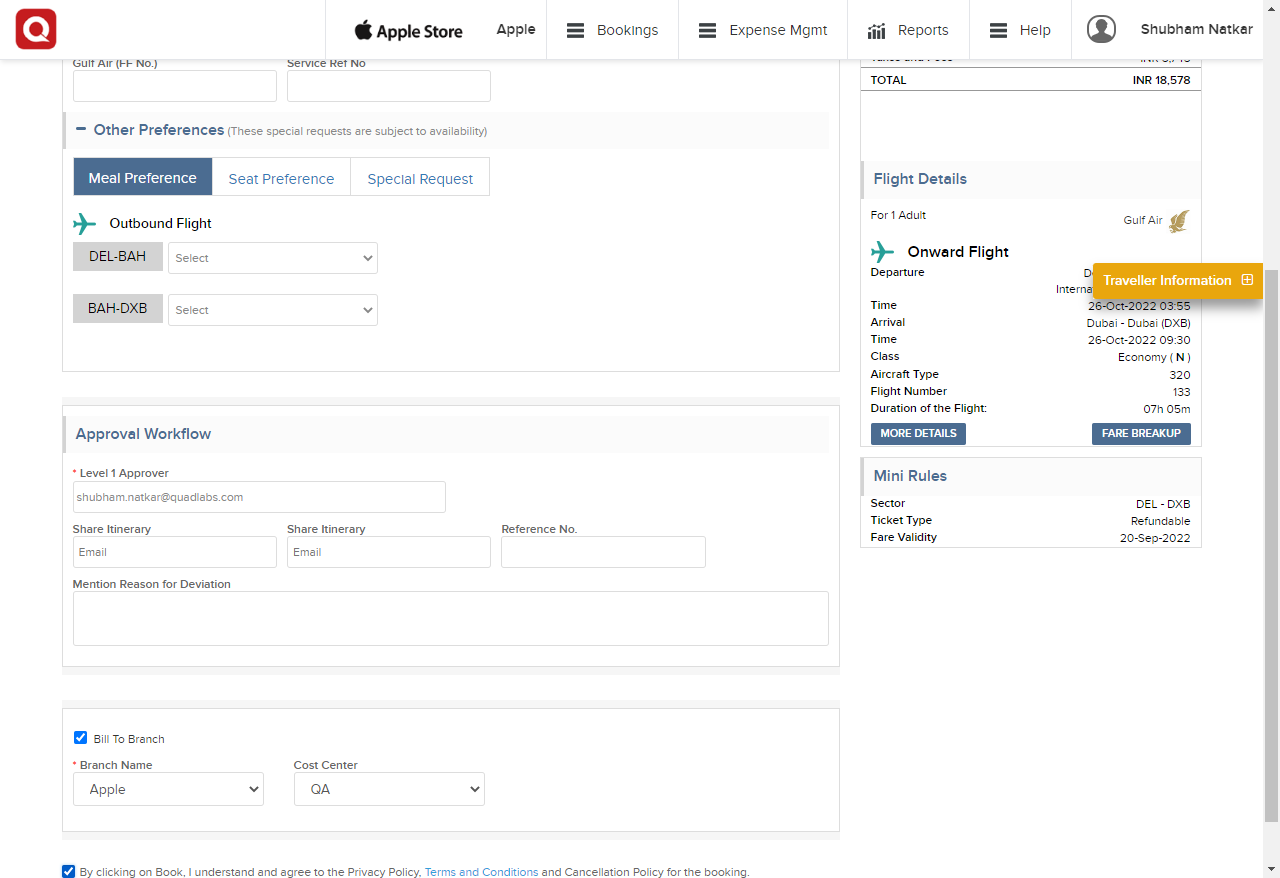 Q
Apple Store
Apple
Bookings
Expense Mgmt
Reports
Help
Shubham Natkar
Gulf Air (FF No.)
Service Ref No
Other Preferences (These special requests are subject to availability)
Meal Preference
Seat Preference
Special Request
Outbound Flight
DEL-BAH
Select
BAH-DXB
Select
Approval Workflow
* Level 1 Approver
shubham.natkar@quadlabs.com
Share Itinerary
Share Itinerary
Reference No.
Email
Email
Mention Reason for Deviation
Bill To Branch
* Branch Name
Cost Center
Apple
QA
By clicking on Book, I understand and agree to the Privacy Policy, Terms and Conditions and Cancellation Policy for the booking.
TOTAL INR 18,578
Flight Details
For 1 Adult
Gulf Air
Onward Flight
Departure
Traveller Information
Time 26-Oct-2022 03:55
Arrival Dubai - Dubai (DXB)
Time 26-Oct-2022 09:30
Class Economy ( N )
Aircraft Type 320
Flight Number 133
Duration of the Flight: 07h 05m
MORE DETAILS
FARE BREAKUP
Mini Rules
Sector DEL - DXB
Ticket Type Refundable
Fare Validity 20-Sep-2022